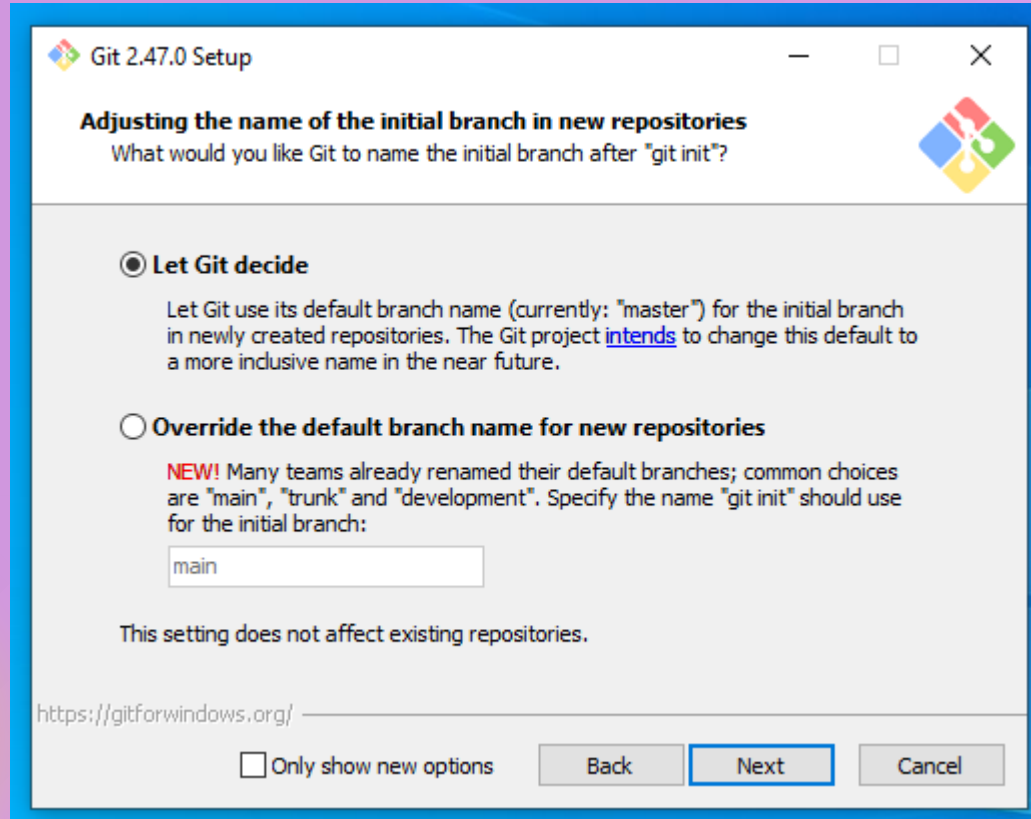 Git 2.47.0 Setup
Adjusting the name of the initial branch in new repositories
What would you like Git to name the initial branch after "git init"?
Let Git decide
Let Git use its default branch name (currently: "master") for the initial branch
in newly created repositories. The Git project intends to change this default to
a more inclusive name in the near future.
Override the default branch name for new repositories
NEW! Many teams already renamed their default branches; common choices
are "main", "trunk" and "development". Specify the name "git init" should use
for the initial branch:
main
This setting does not affect existing repositories.
https://gitforwindows.org/
Only show new options
Back
Next
Cancel